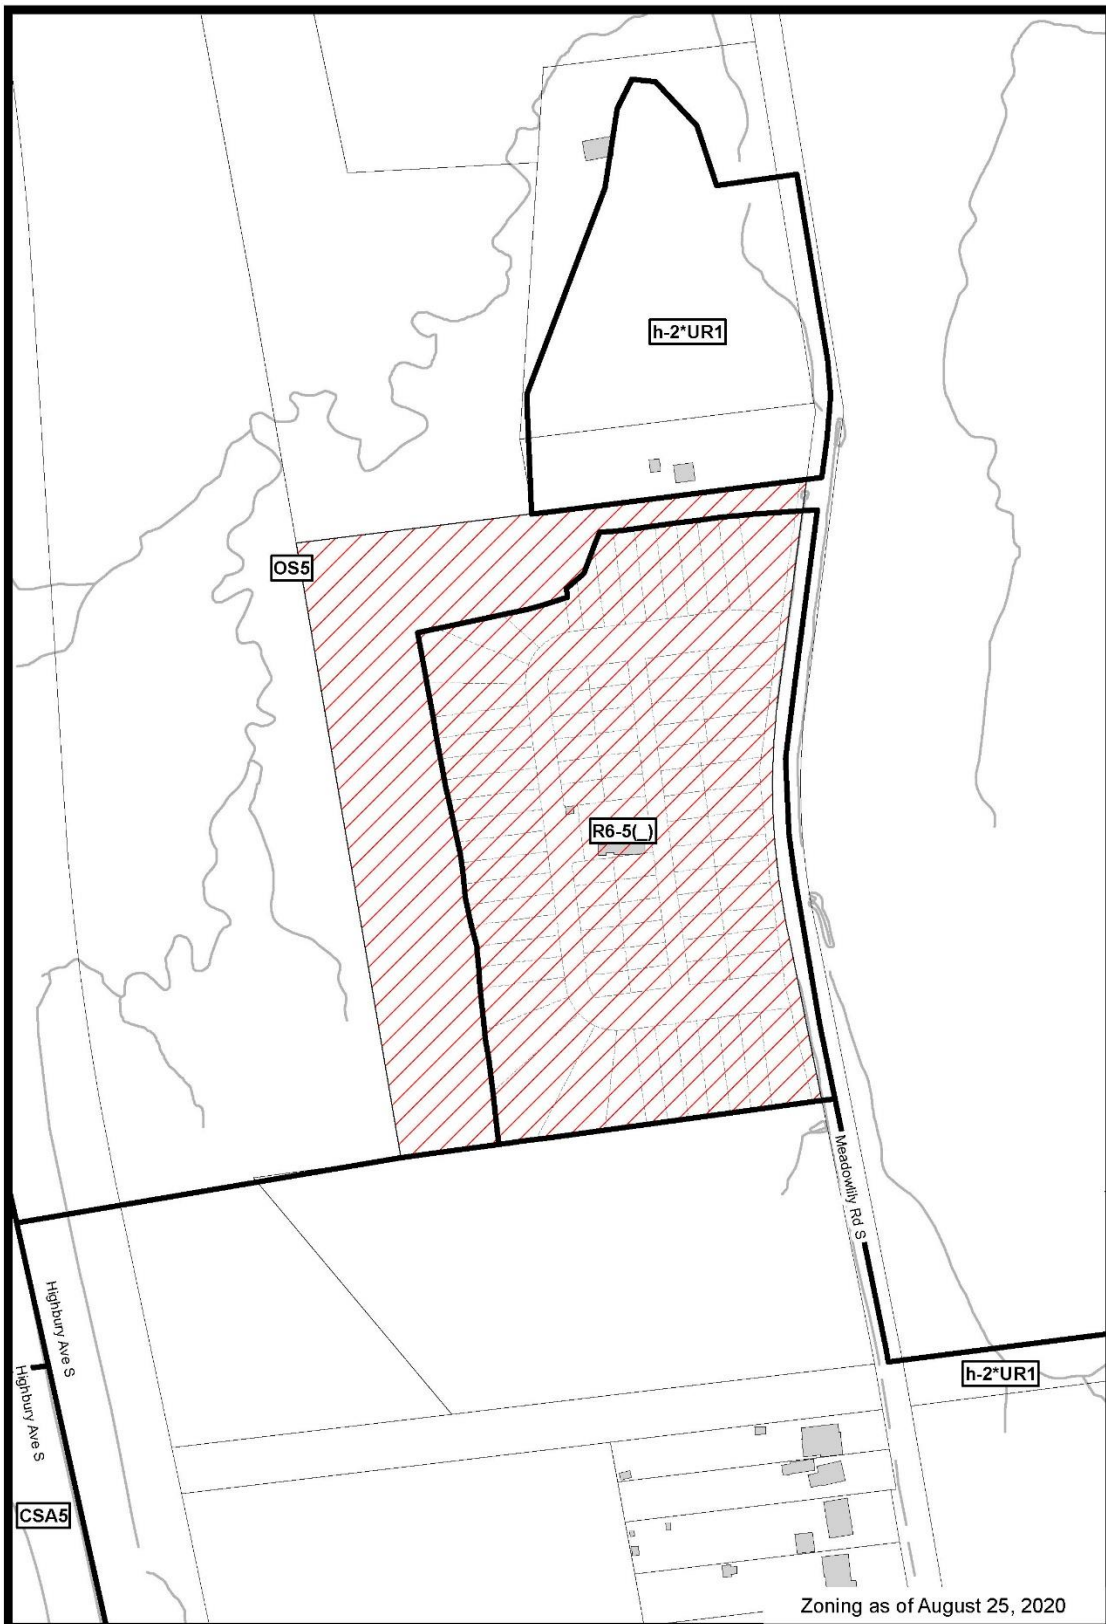 h-2*UR1
OS5
R6-5(_)
Meadowlily Rd S
Highbury Ave S
Highbury Ave S
h-2*UR1
CSA5
Zoning as of August 25, 2020